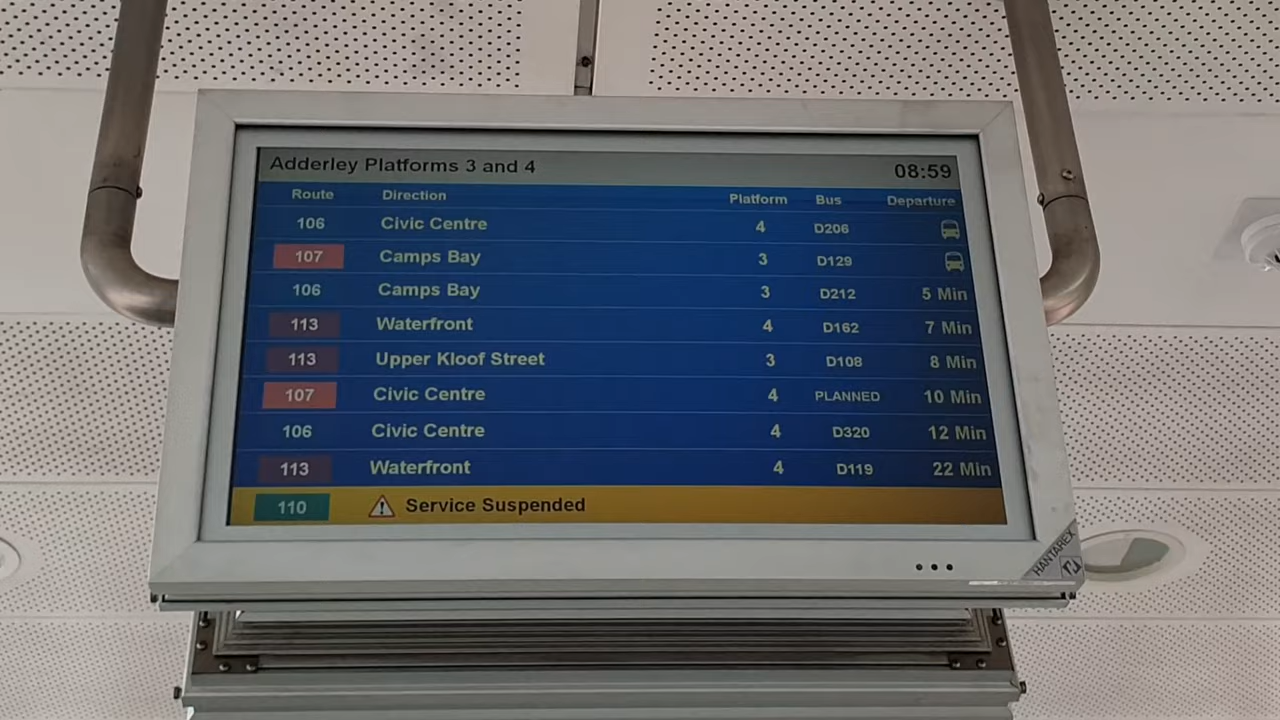 Adderley Platforms 3 and 4 08:59
Route Direction Platform Bus Departure
106 Civic Centre 4 D206
107 Camps Bay 3 D129
106 Camps Bay 3 D212 5 Min
113 Waterfront 4 D162 7 Min
113 Upper Kloof Street 3 D108 8 Min
107 Civic Centre 4 PLANNED 10 Min
106 Civic Centre 4 D320 12 Min
113 Waterfront 4 D119 22 Min
110 Service Suspended
HANTAREX